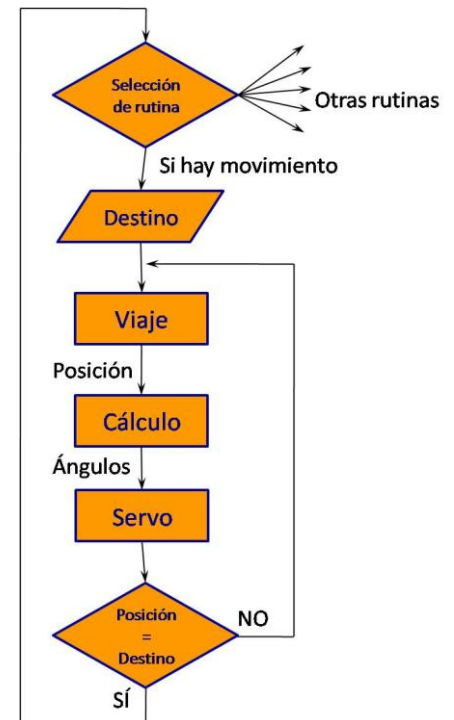 Selección
de rutina
Otras rutinas
Si hay movimiento
Destino
Viaje
Posición
Cálculo
Ángulos
Servo
Posición
=
Destino
NO
SÍ